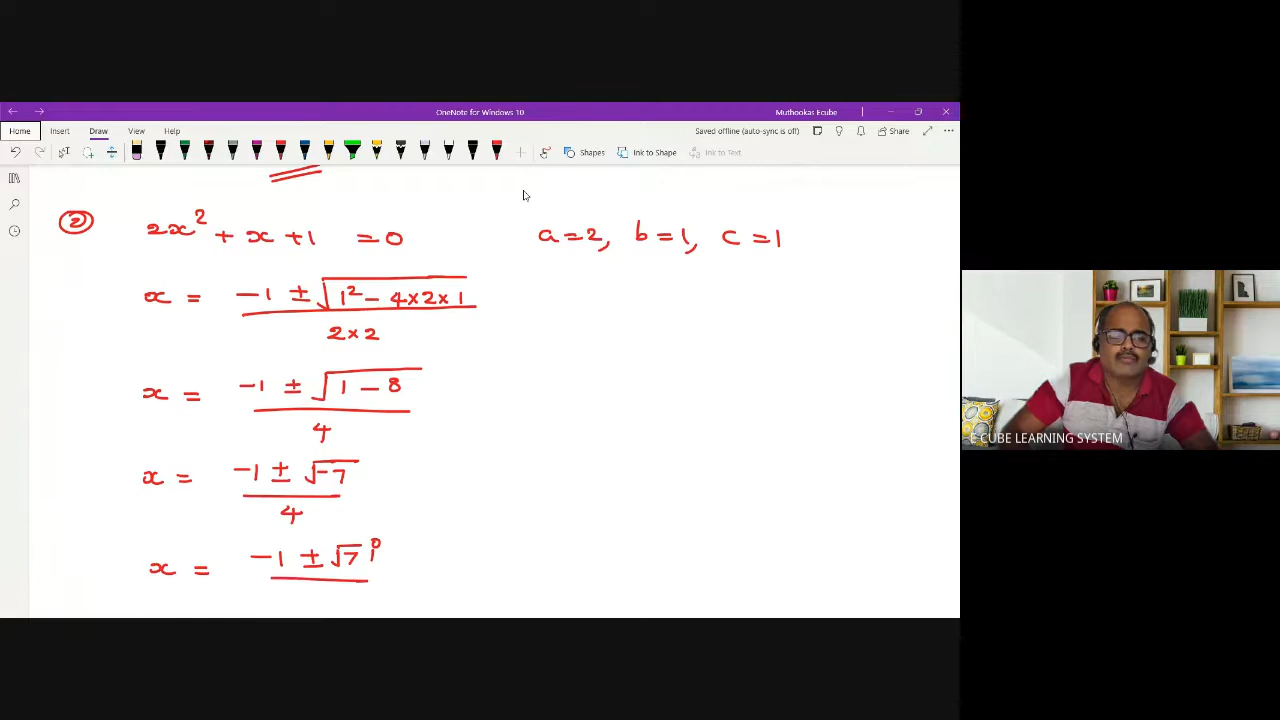 OneNote for Windows 10
Muthookas Ecube
Home Insert Draw View Help
Saved offline (auto-sync is off) Share
Shapes Ink to Shape Ink to Text
② 2x² + x + 1 = 0 a = 2, b = 1, c = 1
x = (-1 ± √(1² - 4×2×1)) / (2×2)
x = (-1 ± √(1 - 8)) / 4
x = (-1 ± √-7) / 4
x = -1 ± √7 i
E CUBE LEARNING SYSTEM